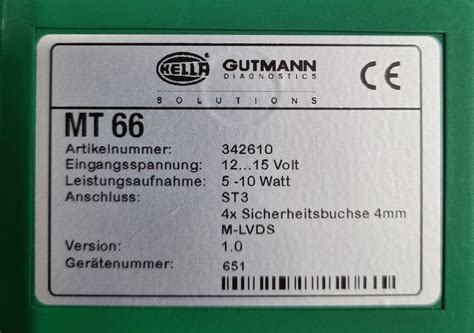 HELLA GUTMANN
DIAGNOSTICS
SOLUTIONS
CE
MT 66
Artikelnummer: 342610
Eingangsspannung: 12...15 Volt
Leistungsaufnahme: 5 -10 Watt
Anschluss: ST3
4x Sicherheitsbuchse 4mm
M-LVDS
Version: 1.0
Gerätenummer: 651